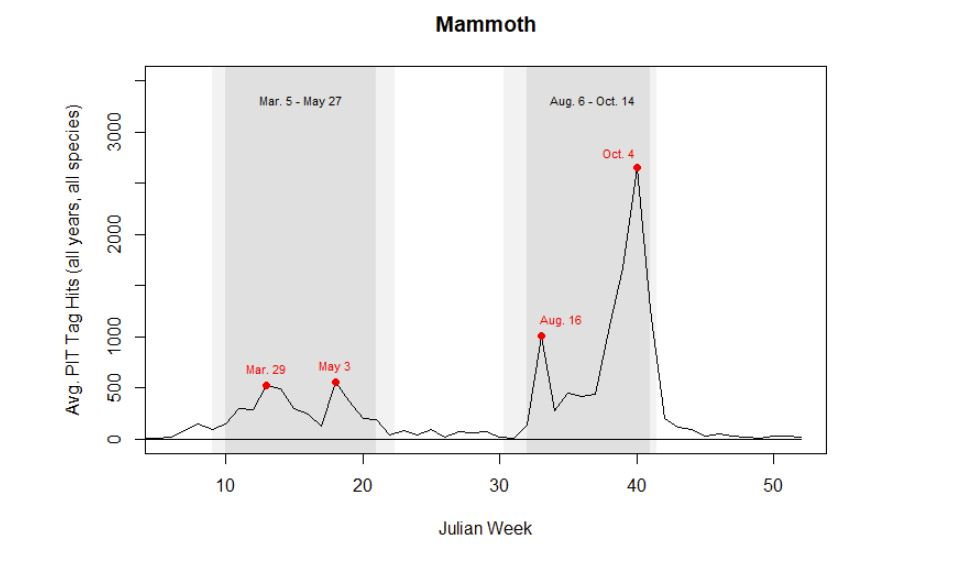 Mammoth
Mar. 5 - May 27
Aug. 6 - Oct. 14
Oct. 4
Aug. 16
Mar. 29
May 3
Avg. PIT Tag Hits (all years, all species)
3000
2000
1000
500
0
10 20 30 40 50
Julian Week